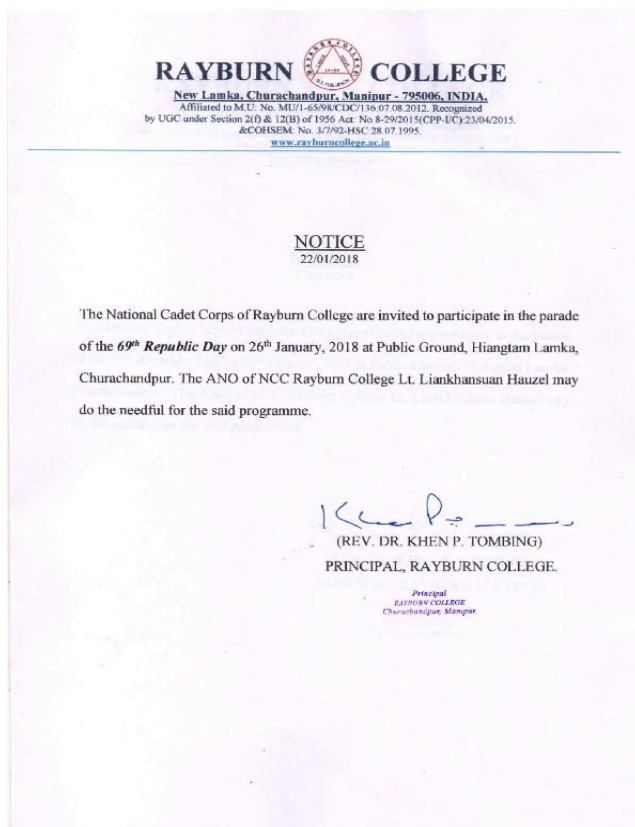 RAYBURN COLLEGE
RAYBURN COLLEGE
New Lamka, Churachandpur, Manipur - 795006, INDIA.
Affiliated to M.U: No. MU/1-65/98/CDC/136:07.08.2012. Recognized
by UGC under Section 2(f) & 12(B) of 1956 Act: No.8-29/2015(CPP-I/C):23/04/2015.
&COHSEM: No. 3/7/92-HSC 28.07.1995.
www.rayburncollege.ac.in
NOTICE
22/01/2018
The National Cadet Corps of Rayburn College are invited to participate in the parade
of the 69th Republic Day on 26th January, 2018 at Public Ground, Hiangtam Lamka,
Churachandpur. The ANO of NCC Rayburn College Lt. Liankhansuan Hauzel may
do the needful for the said programme.
(REV. DR. KHEN P. TOMBING)
PRINCIPAL, RAYBURN COLLEGE.
Principal
RAYBURN COLLEGE
Churachandpur, Manipur.